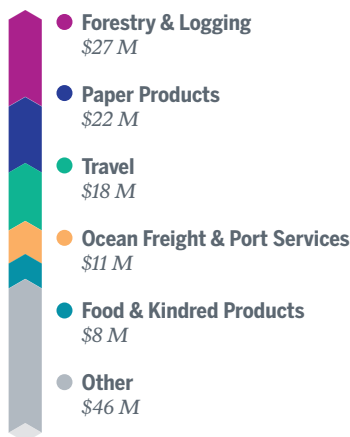 Forestry & Logging
$27 M
Paper Products
$22 M
Travel
$18 M
Ocean Freight & Port Services
$11 M
Food & Kindred Products
$8 M
Other
$46 M